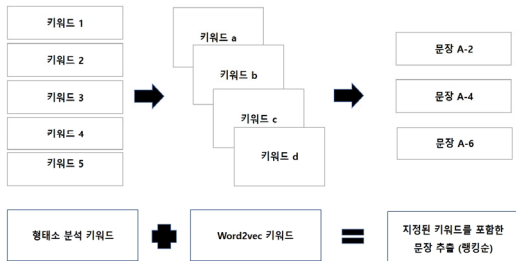 키워드 1
키워드 2
키워드 3
키워드 4
키워드 5
키워드 a
키워드 b
키워드 c
키워드 d
문장 A-2
문장 A-4
문장 A-6
형태소 분석 키워드
Word2vec 키워드
지정된 키워드를 포함한
문장 추출 (랭킹순)